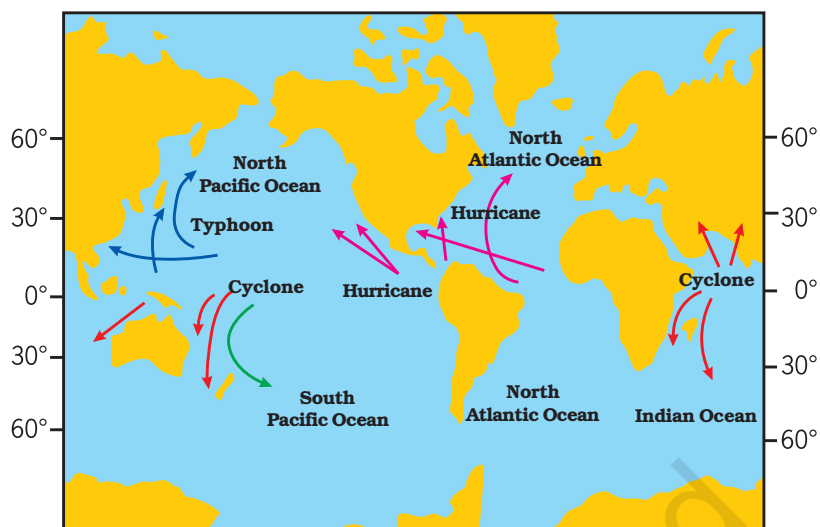 60°
30°
0°
30°
60°
North
Pacific Ocean
Typhoon
Cyclone
Hurricane
South
Pacific Ocean
North
Atlantic Ocean
Hurricane
North
Atlantic Ocean
Cyclone
Indian Ocean
60°
30°
0°
30°
60°
d